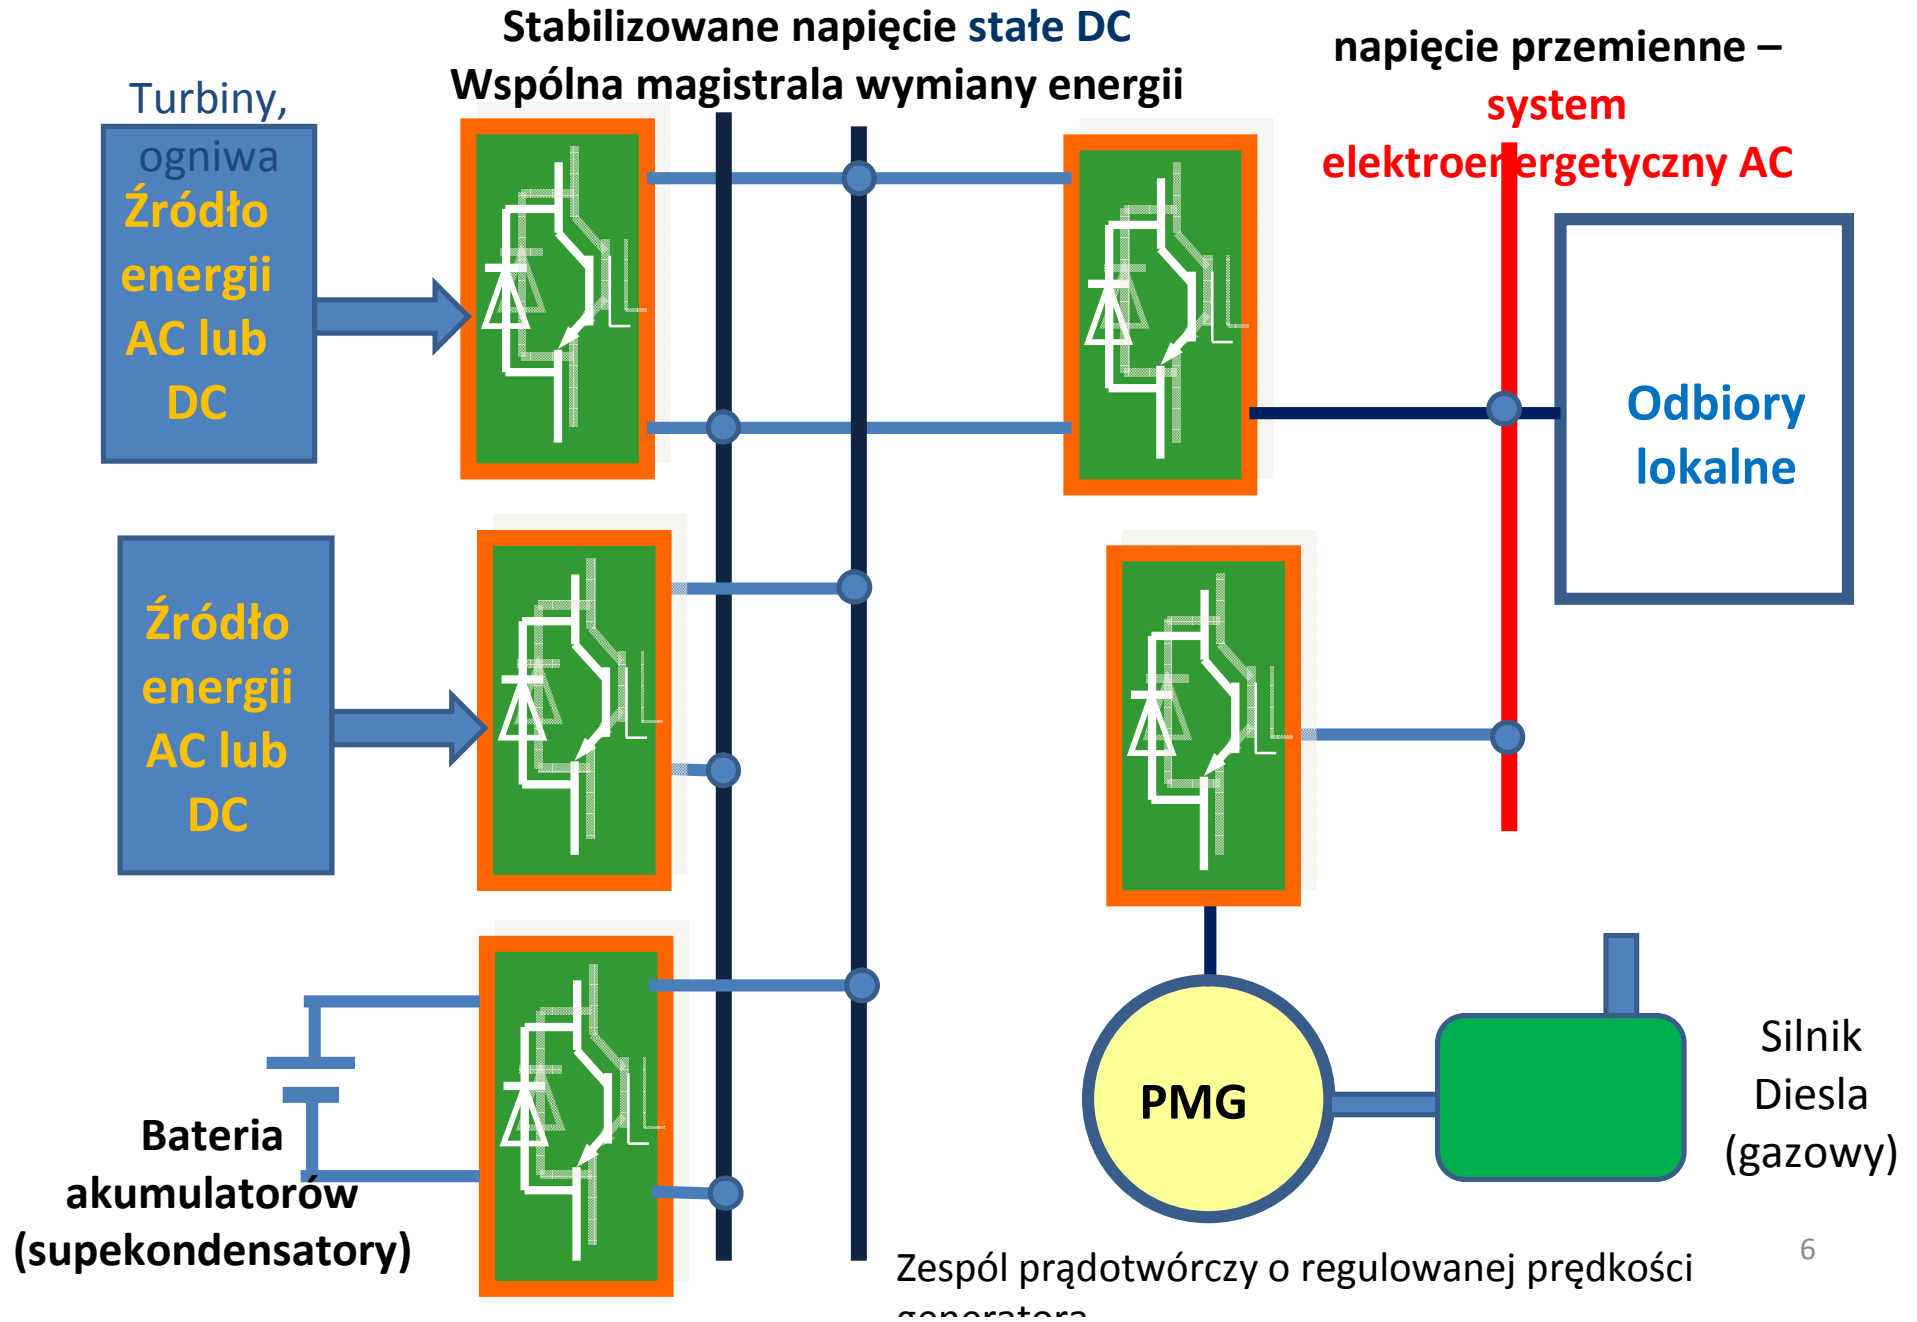 Stabilizowane napięcie stałe DC
Wspólna magistrala wymiany energii
napięcie przemienne –
system
elektroenergetyczny AC
Turbiny,
ogniwa
Źródło
energii
AC lub
DC
Odbiory
lokalne
Źródło
energii
AC lub
DC
Bateria
akumulatorów
(supekondensatory)
PMG
Silnik
Diesla
(gazowy)
Zespól prądotwórczy o regulowanej prędkości
generatora
6